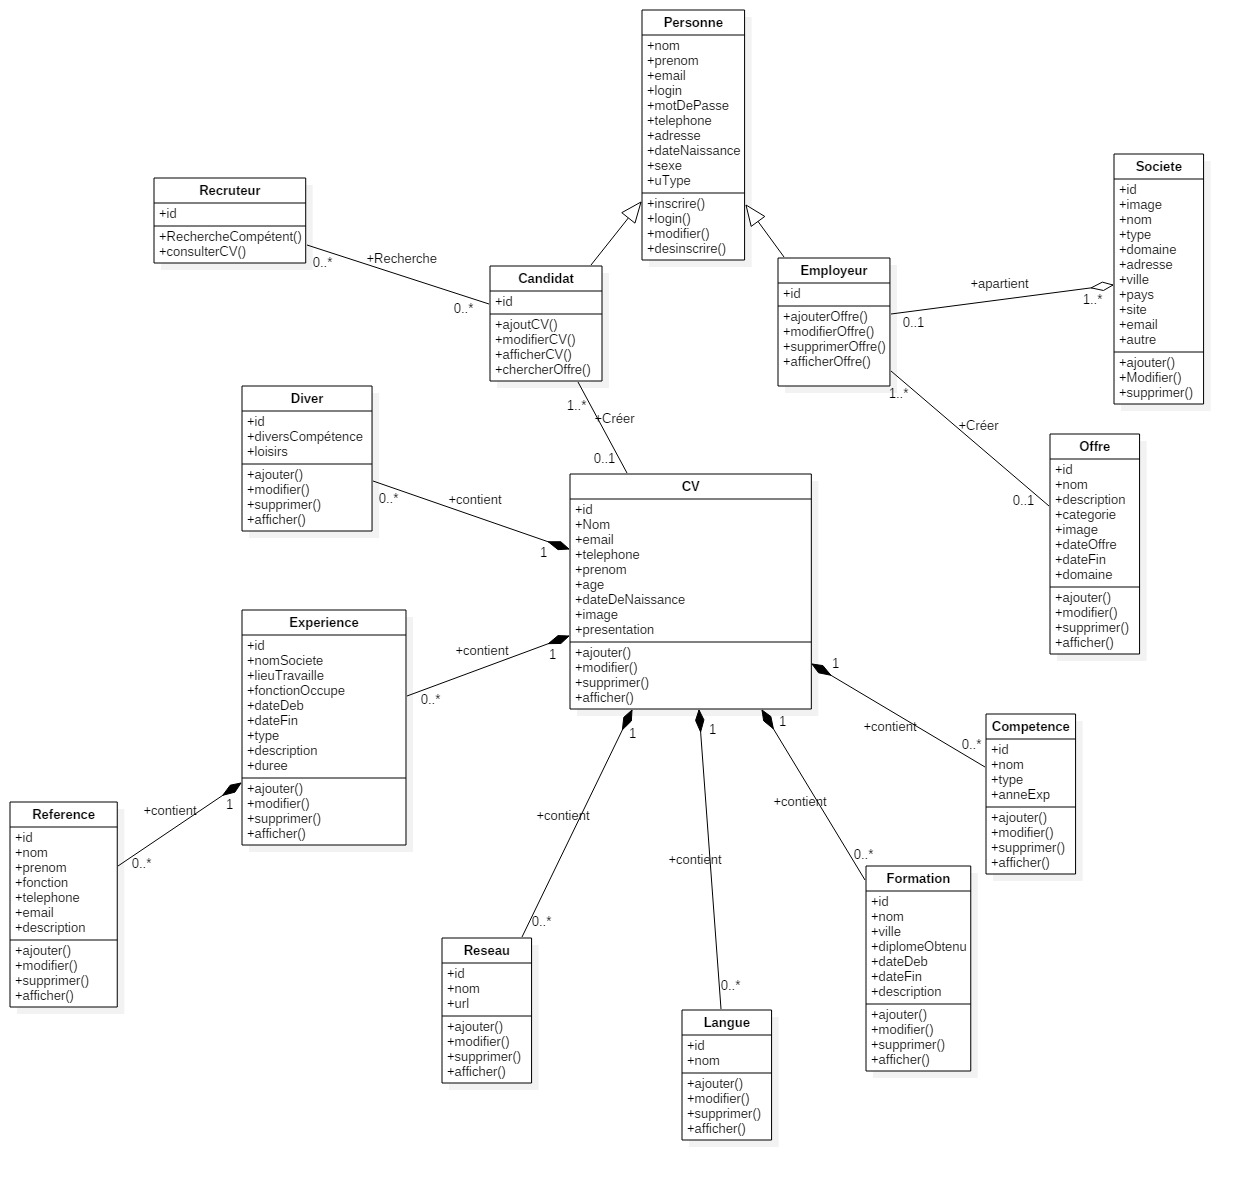 Personne
+nom
+prenom
+email
+login
+motDePasse
+telephone
+adresse
+dateNaissance
+sexe
+uType
+inscrire()
+login()
+modifier()
+desinscrire()
Recruteur
+id
+RechercheCompétent()
+consulterCV()
0..*
+Recherche
0..*
Candidat
+id
+ajoutCV()
+modifierCV()
+afficherCV()
+chercherOffre()
Employeur
+id
+ajouterOffre()
+modifierOffre()
+supprimerOffre()
+afficherOffre()
0..1
+apartient
1..*
Societe
+id
+image
+nom
+type
+domaine
+adresse
+ville
+pays
+site
+email
+autre
+ajouter()
+Modifier()
+supprimer()
1..*
+Créer
0..1
Offre
+id
+nom
+description
+categorie
+image
+dateOffre
+dateFin
+domaine
+ajouter()
+modifier()
+supprimer()
+afficher()
1..*
+Créer
0..1
Diver
+id
+diversCompétence
+loisirs
+ajouter()
+modifier()
+supprimer()
+afficher()
0..*
+contient
1
CV
+id
+Nom
+email
+telephone
+prenom
+age
+dateDeNaissance
+image
+presentation
+ajouter()
+modifier()
+supprimer()
+afficher()
Experience
+id
+nomSociete
+lieuTravaille
+fonctionOccupe
+dateDeb
+dateFin
+type
+description
+duree
+ajouter()
+modifier()
+supprimer()
+afficher()
0..*
+contient
1
Reference
+id
+nom
+prenom
+fonction
+telephone
+email
+description
+ajouter()
+modifier()
+supprimer()
+afficher()
0..*
+contient
1
1
+contient
0..*
Reseau
+id
+nom
+url
+ajouter()
+modifier()
+supprimer()
+afficher()
1
+contient
0..*
Langue
+id
+nom
+ajouter()
+modifier()
+supprimer()
+afficher()
1
+contient
0..*
Formation
+id
+nom
+ville
+diplomeObtenu
+dateDeb
+dateFin
+description
+ajouter()
+modifier()
+supprimer()
+afficher()
1
+contient
0..*
Competence
+id
+nom
+type
+anneExp
+ajouter()
+modifier()
+supprimer()
+afficher()